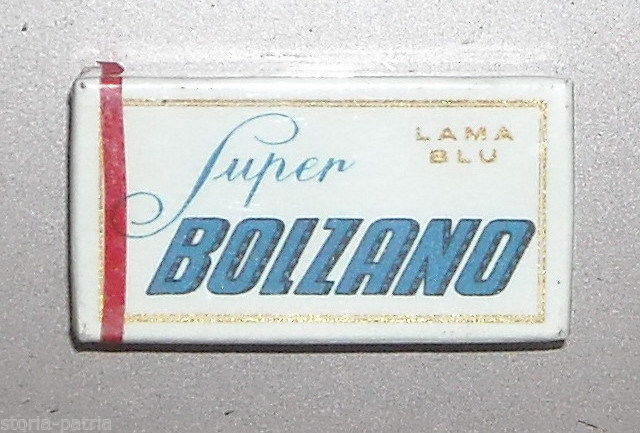 Super
LAMA
BLU
BOLZANO
storia-patria